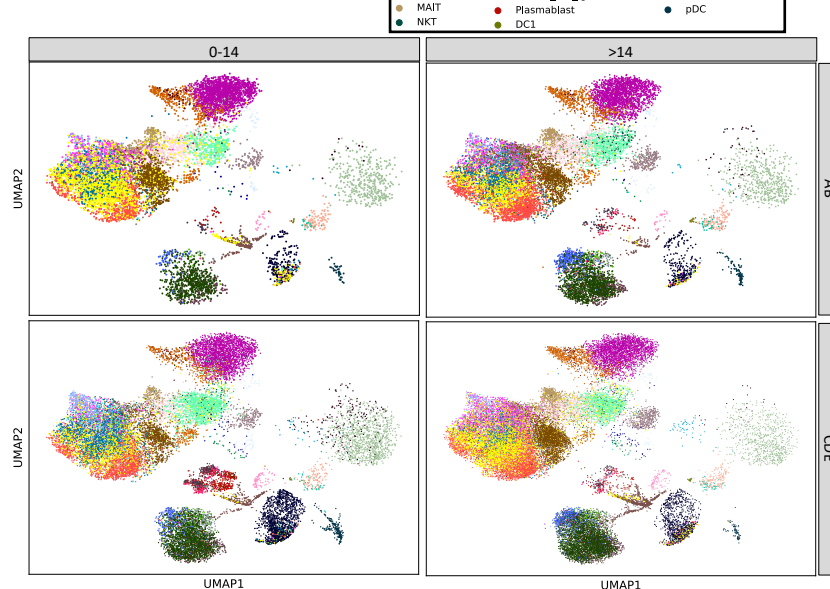 MAIT
Plasmablast
pDC
NKT
DC1
0-14
>14
UMAP2
UMAP2
UMAP1
UMAP1